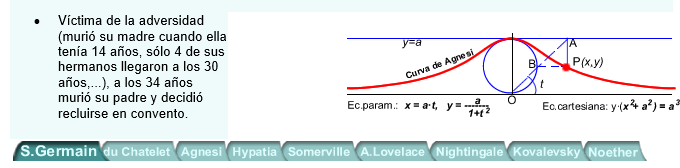 • Víctima de la adversidad
(murió su madre cuando ella
tenía 14 años, sólo 4 de sus
hermanos llegaron a los 30
años,...), a los 34 años
murió su padre y decidió
recluirse en convento.
y=a
A
Curva de Agnesi
B
P(x,y)
t
O
Ec.param.: x = a·t, y = a/1+t²
Ec.cartesiana: y·(x²+ a²) = a³
S.Germain du Chatelet Agnesi Hypatia Somerville A.Lovelace Nightingale Kovalevsky Noether